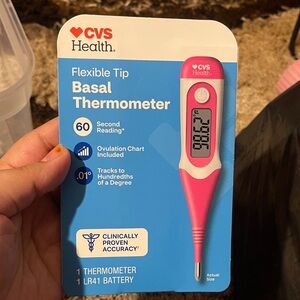 CVS
Health.
Flexible Tip
Basal
Thermometer
60 Second
Reading*
Ovulation Chart
Included
.01° Tracks to
Hundredths
of a Degree
CLINICALLY
PROVEN
ACCURACY†
1 THERMOMETER
1 LR41 BATTERY
CVS
Health.
98.62
Actual
Size